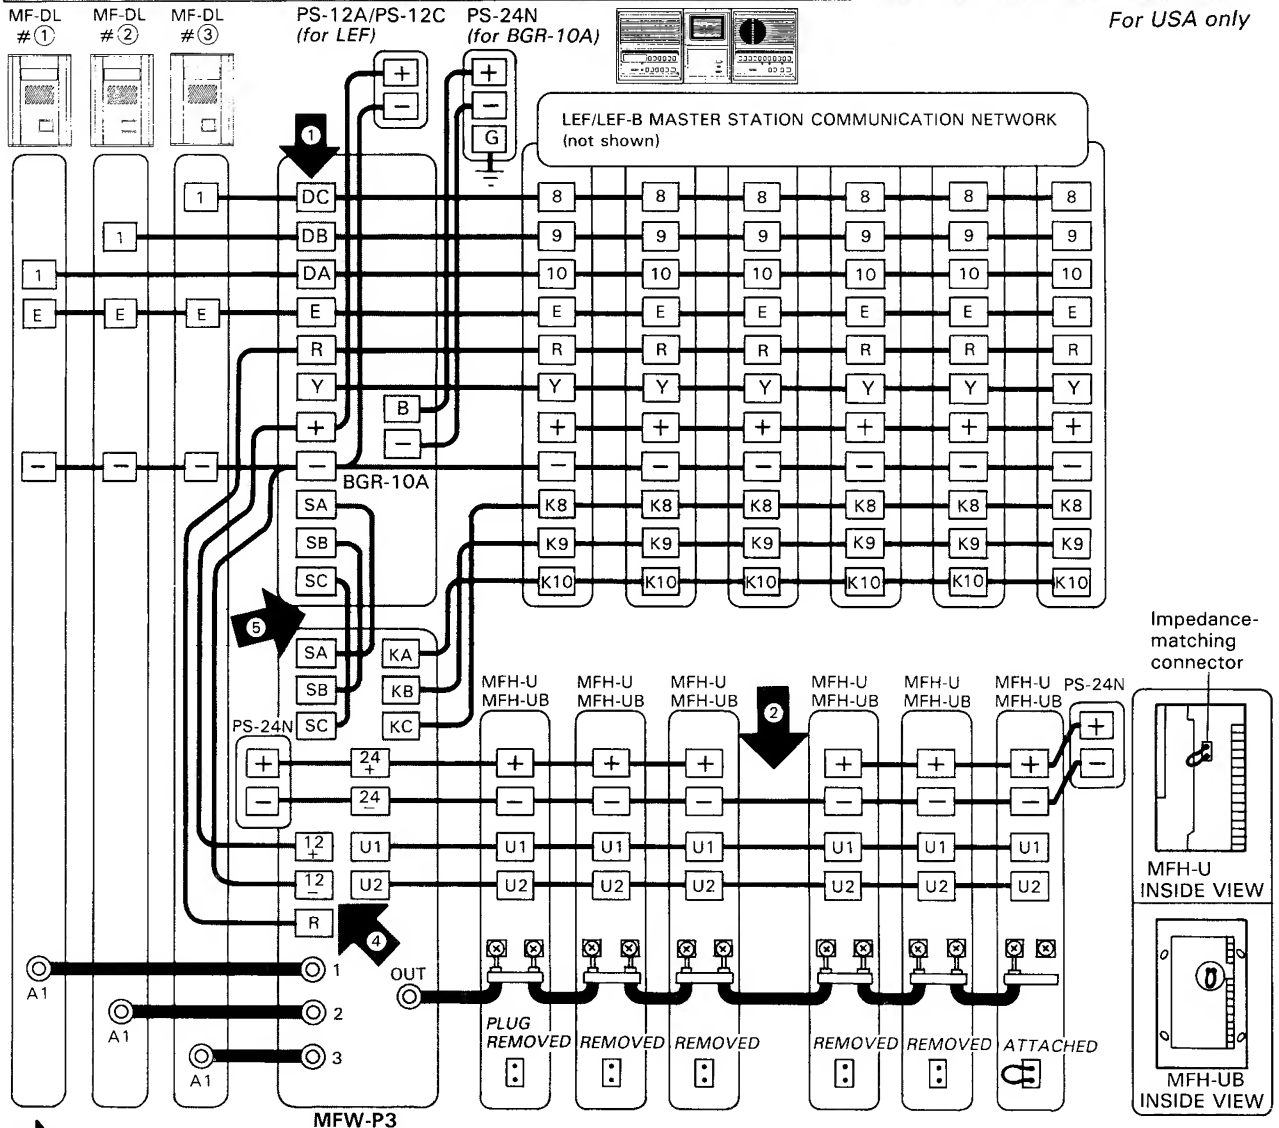 MF-DL MF-DL MF-DL PS-12A/PS-12C PS-24N For USA only
#① #② #③ (for LEF) (for BGR-10A)
+ +
− −
G
①
LEF/LEF-B MASTER STATION COMMUNICATION NETWORK
(not shown)
1 DC 8 8 8 8 8 8
1 DB 9 9 9 9 9 9
1 DA 10 10 10 10 10 10
E E E E E E E E E E
R R R R R R R
Y Y Y Y Y Y Y
B
+ + + + + + +
−
− − − − − − − − − −
BGR-10A
SA K8 K8 K8 K8 K8 K8
SB K9 K9 K9 K9 K9 K9
SC K10 K10 K10 K10 K10 K10
⑤
SA KA
SB KB
SC KC
PS-24N
MFH-U MFH-U MFH-U MFH-U MFH-U MFH-U
MFH-UB MFH-UB MFH-UB MFH-UB MFH-UB MFH-UB
PS-24N
②
+
−
+ 24+ + + + + + +
− 24− − − − − − −
12+ U1 U1 U1 U1 U1 U1 U1
12− U2 U2 U2 U2 U2 U2 U2
R
④
OUT
A1 1
A1 2
A1 3
PLUG
REMOVED REMOVED REMOVED REMOVED REMOVED ATTACHED
MFW-P3
Impedance-
matching
connector
MFH-U
INSIDE VIEW
MFH-UB
INSIDE VIEW